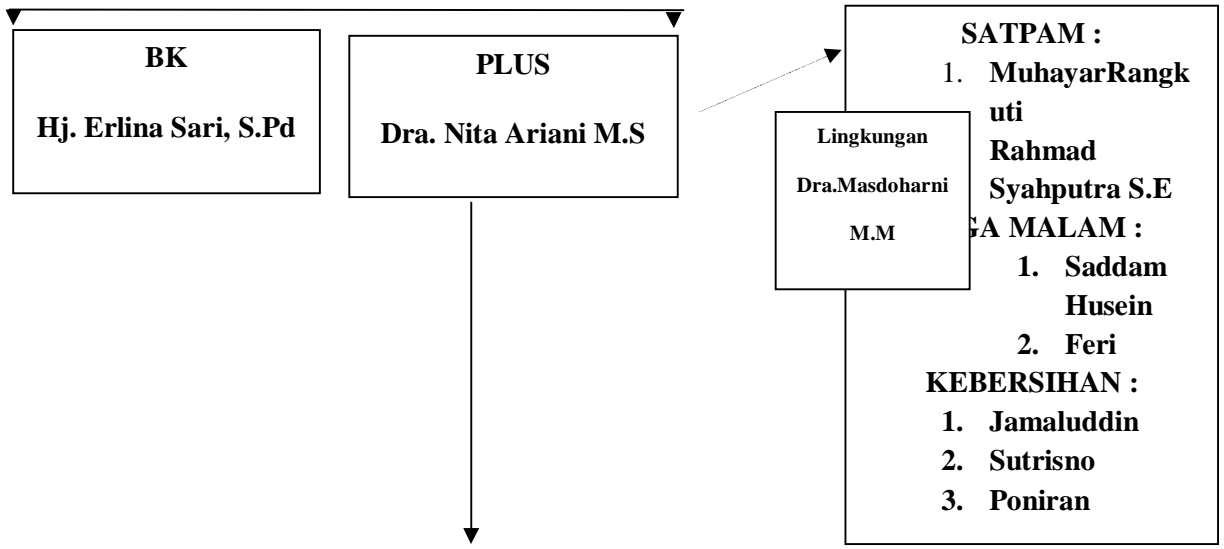 BK
Hj. Erlina Sari, S.Pd
PLUS
Dra. Nita Ariani M.S
Lingkungan
Dra.Masdoharni
M.M
SATPAM :
1. MuhayarRangk
uti
Rahmad
Syahputra S.E
GA MALAM :
1. Saddam
Husein
2. Feri
KEBERSIHAN :
1. Jamaluddin
2. Sutrisno
3. Poniran